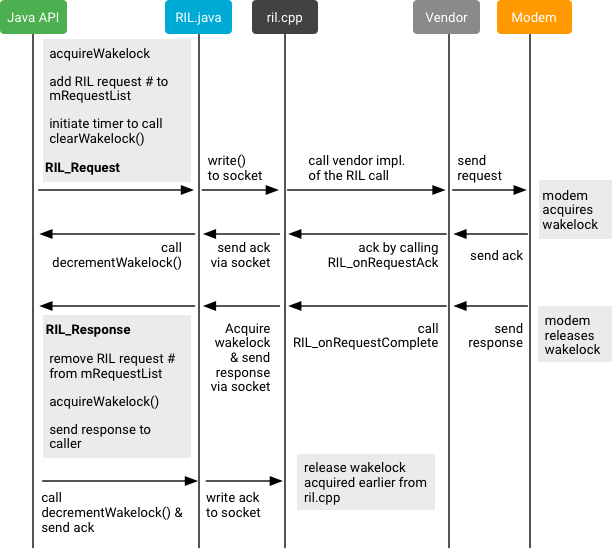 Java API
RIL.java
ril.cpp
Vendor
Modem
acquireWakelock
add RIL request # to
mRequestList
initiate timer to call
clearWakelock()
RIL_Request
write()
to socket
call vendor impl.
of the RIL call
send
request
modem
acquires
wakelock
call
decrementWakelock()
send ack
via socket
ack by calling
RIL_onRequestAck
send ack
RIL_Response
remove RIL request #
from mRequestList
acquireWakelock()
send response to
caller
Acquire
wakelock
& send
response
via socket
call
RIL_onRequestComplete
send
response
modem
releases
wakelock
call
decrementWakelock() &
send ack
write ack
to socket
release wakelock
acquired earlier from
ril.cpp